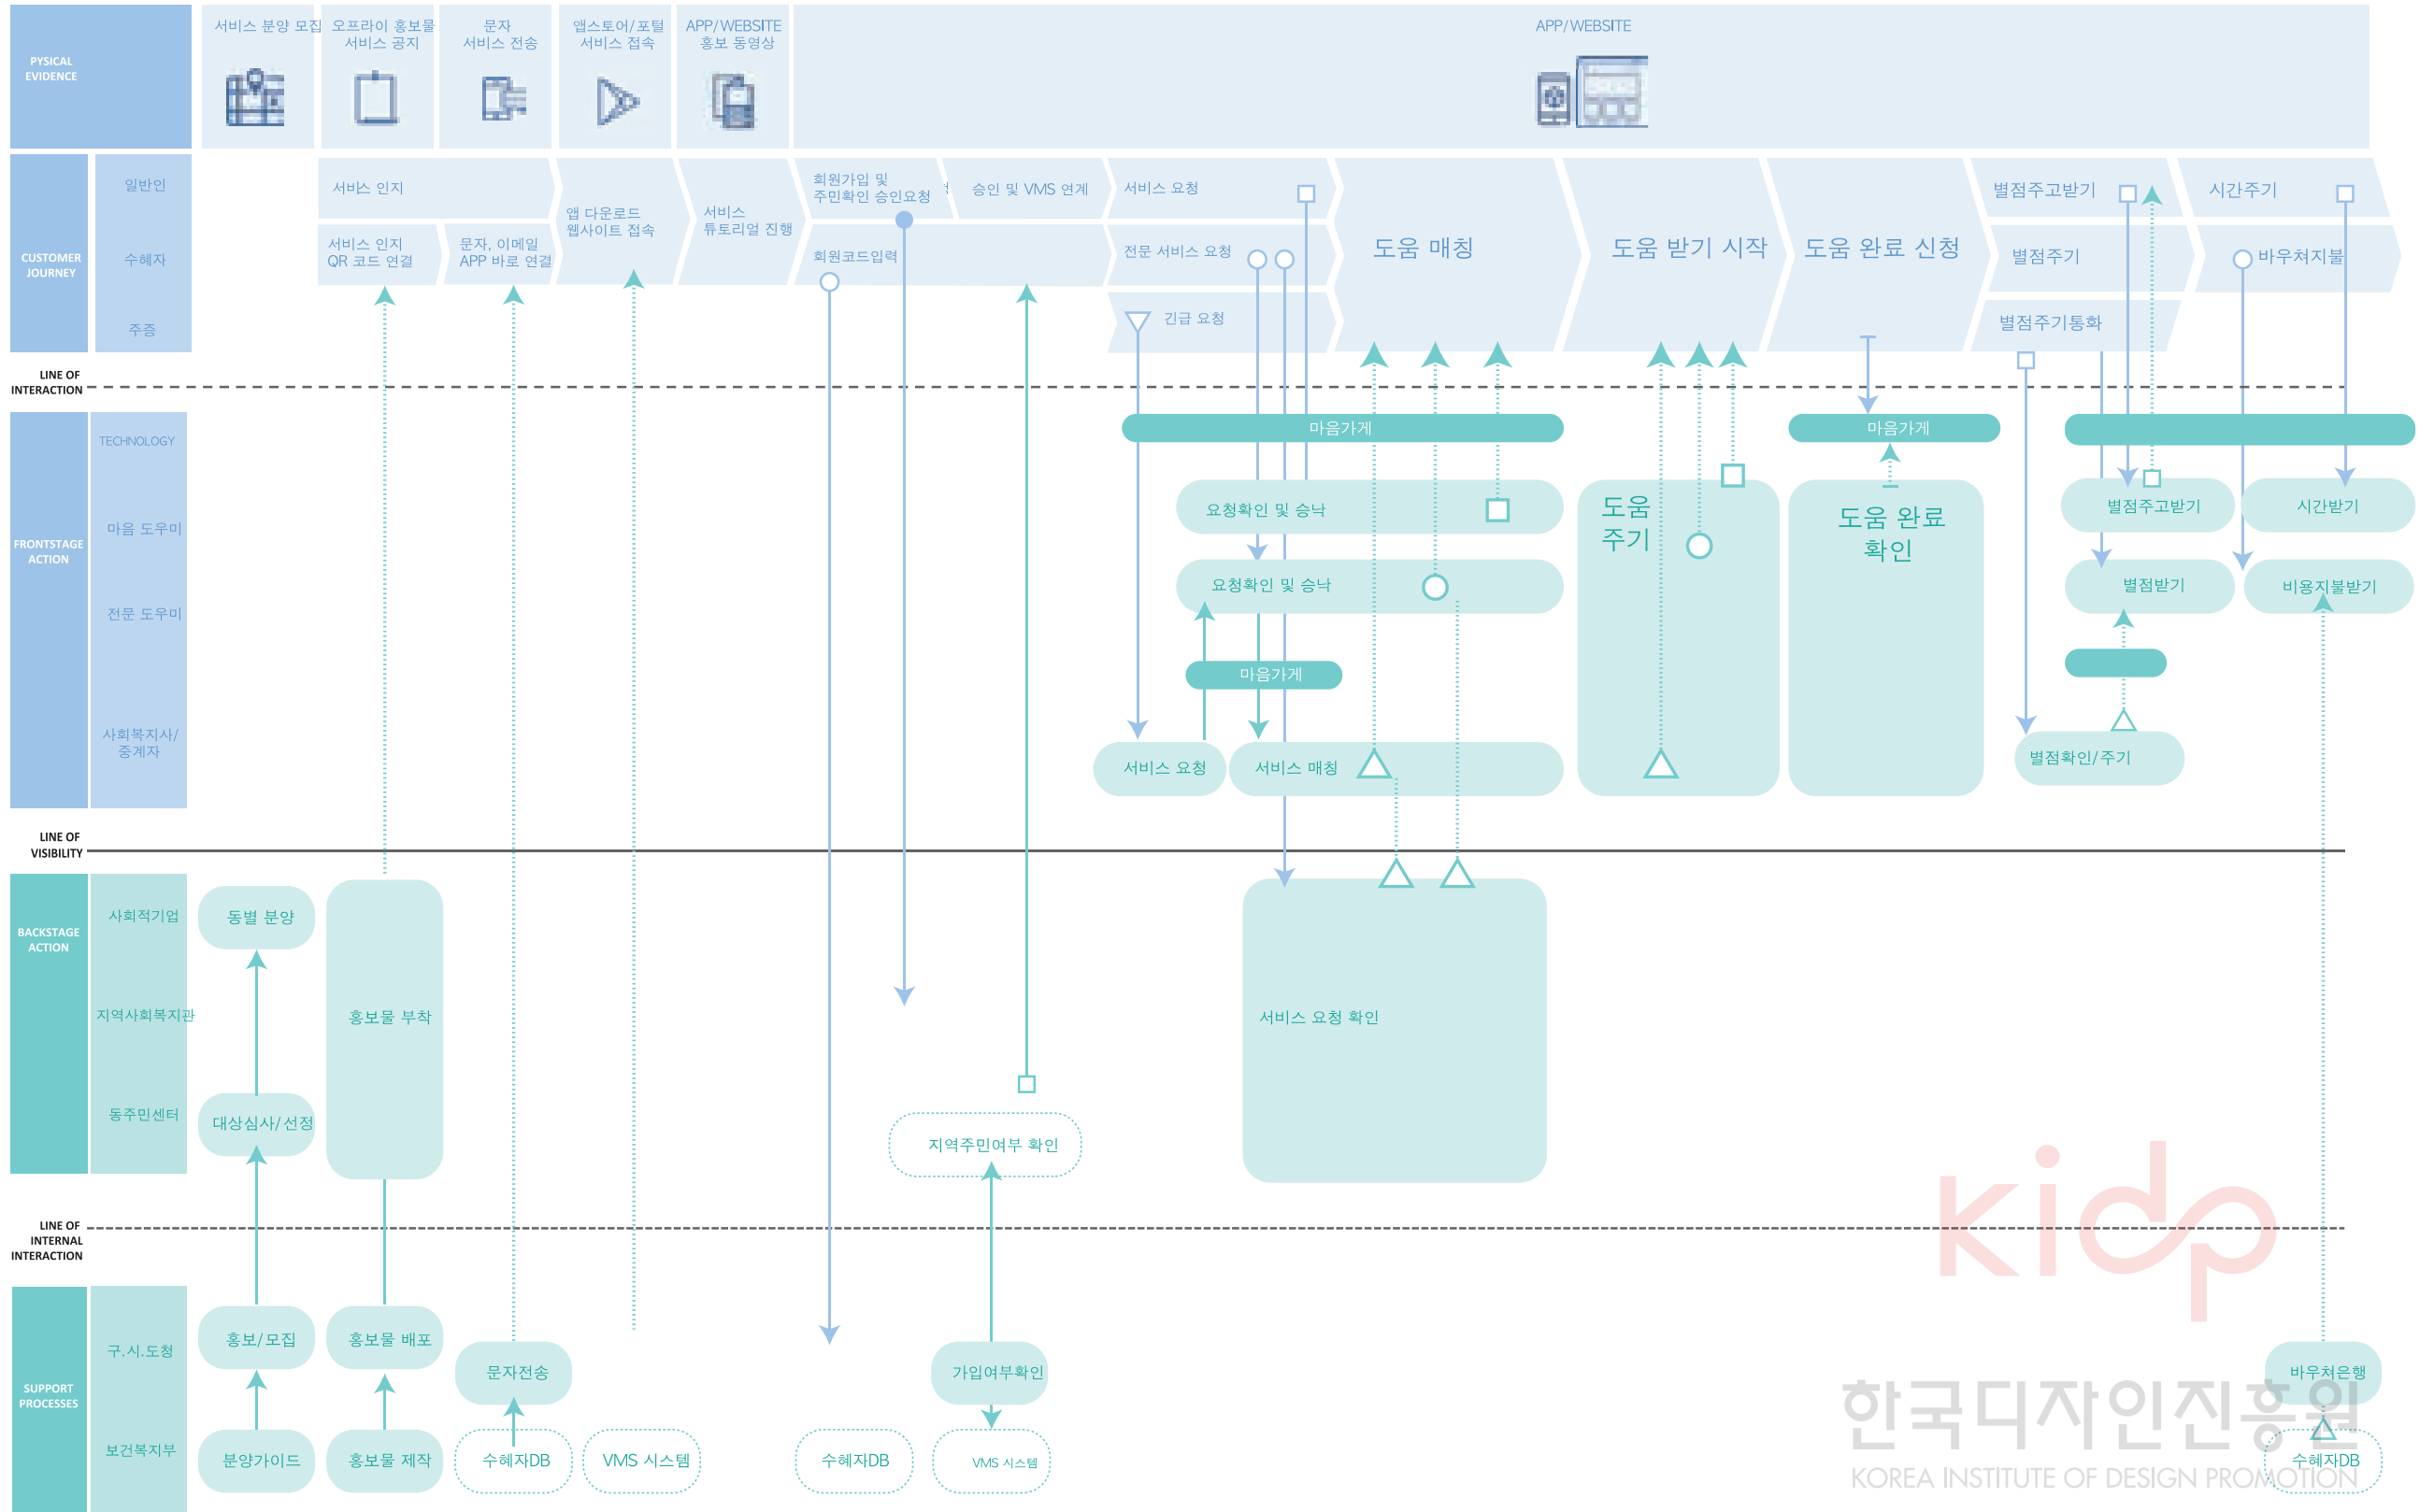 PYSICAL
EVIDENCE
서비스 분양 모집
오프라이 홍보물
서비스 공지
문자
서비스 전송
앱스토어/포털
서비스 접속
APP/WEBSITE
홍보 동영상
APP/WEBSITE
CUSTOMER
JOURNEY
일반인
수혜자
주증
서비스 인지
서비스 인지
QR 코드 연결
문자, 이메일
APP 바로 연결
앱 다운로드
웹사이트 접속
서비스
튜토리얼 진행
회원가입 및
주민확인 승인요청
회원코드입력
승인 및 VMS 연계
서비스 요청
전문 서비스 요청
긴급 요청
도움 매칭
도움 받기 시작
도움 완료 신청
별점주고받기
별점주기
별점주기통화
시간주기
바우쳐지불
LINE OF
INTERACTION
FRONTSTAGE
ACTION
TECHNOLOGY
마음 도우미
전문 도우미
사회복지사/
중계자
마음가게
마음가게
요청확인 및 승낙
요청확인 및 승낙
마음가게
서비스 요청
서비스 매칭
도움
주기
도움 완료
확인
별점주고받기
시간받기
별점받기
비용지불받기
별점확인/주기
LINE OF
VISIBILITY
BACKSTAGE
ACTION
사회적기업
지역사회복지관
동주민센터
동별 분양
홍보물 부착
대상심사/선정
서비스 요청 확인
지역주민여부 확인
LINE OF
INTERNAL
INTERACTION
SUPPORT
PROCESSES
구.시.도청
보건복지부
홍보/모집
홍보물 배포
문자전송
가입여부확인
바우쳐은행
분양가이드
홍보물 제작
수혜자DB
VMS 시스템
수혜자DB
VMS 시스템
수혜자DB
kidp
한국디자인진흥원
KOREA INSTITUTE OF DESIGN PROMOTION